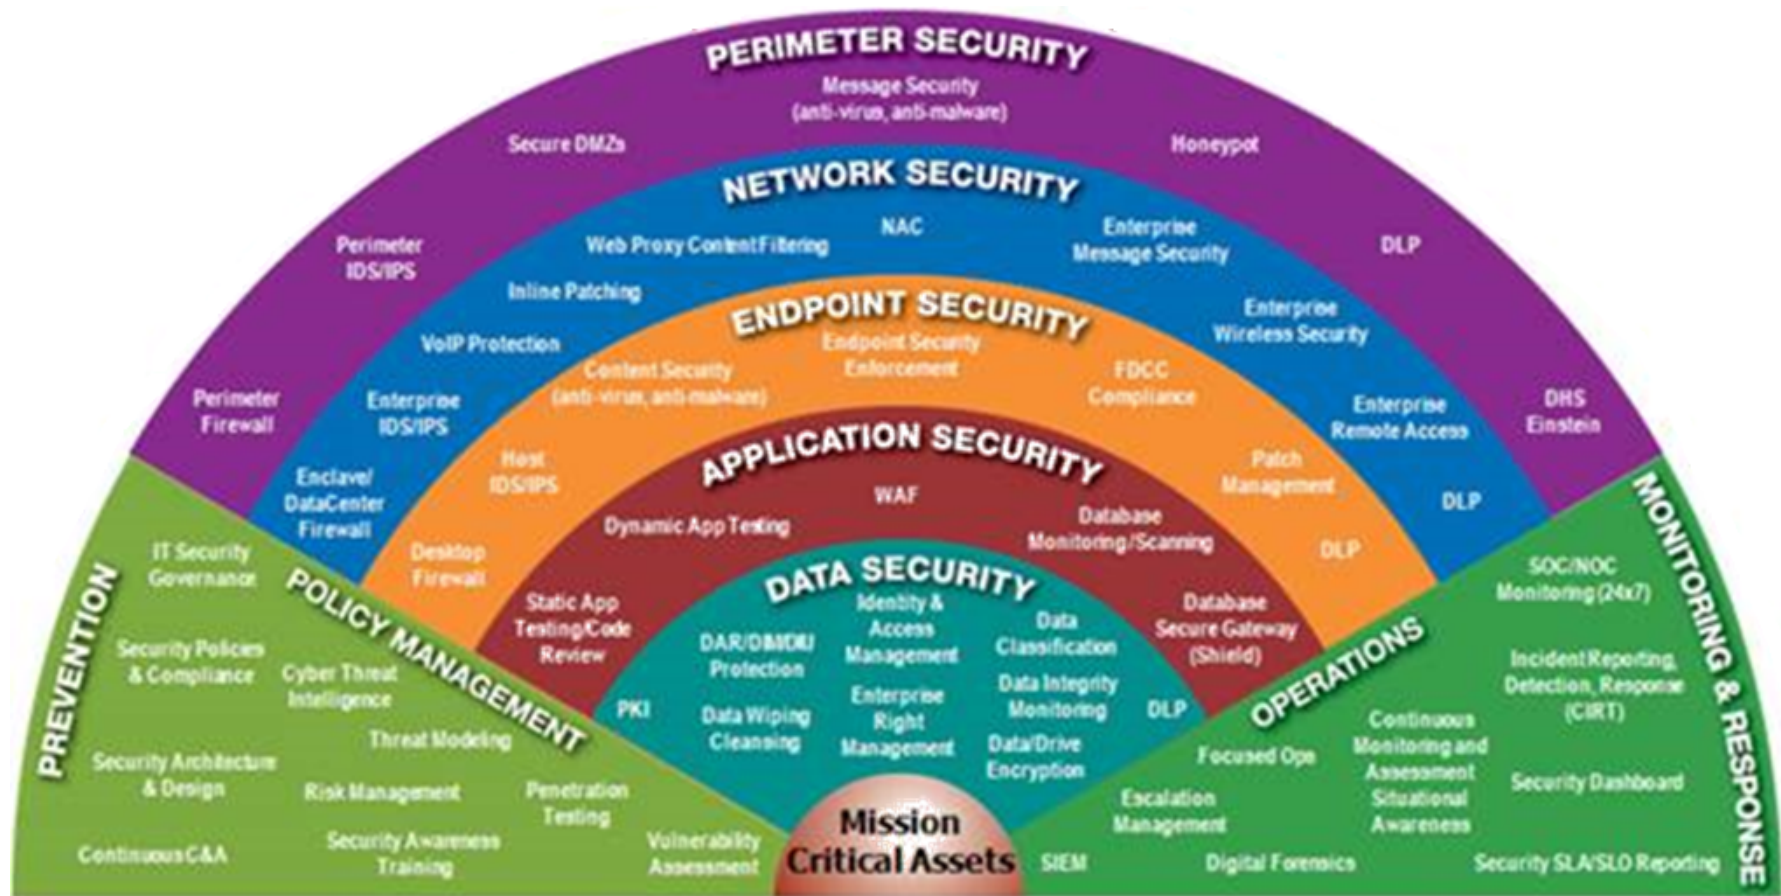 PERIMETER SECURITY
Message Security
(anti-virus, anti-malware)
Secure DMZs
Honeypot
Perimeter
IDS/IPS
DLP
Perimeter
Firewall
DHS
Einstein
NETWORK SECURITY
NAC
Web Proxy Content Filtering
Enterprise
Message Security
Inline Patching
Enterprise
Wireless Security
VoIP Protection
Enterprise
IDS/IPS
Enterprise
Remote Access
Enclave/
DataCenter
Firewall
DLP
ENDPOINT SECURITY
Endpoint Security
Enforcement
Content Security
(anti-virus, anti-malware)
FDCC
Compliance
Host
IDS/IPS
Patch
Management
Desktop
Firewall
DLP
APPLICATION SECURITY
WAF
Dynamic App Testing
Database
Monitoring/Scanning
Static App
Testing/Code
Review
Database
Secure Gateway
(Shield)
DATA SECURITY
Identity &
Access
Management
DAR/DIM/DIU
Protection
Data
Classification
PKI
Data Wiping
Cleansing
Enterprise
Right
Management
Data Integrity
Monitoring
DLP
Data/Drive
Encryption
Mission
Critical Assets
PREVENTION
POLICY MANAGEMENT
IT Security
Governance
Security Policies
& Compliance
Cyber Threat
Intelligence
Threat Modeling
Security Architecture
& Design
Risk Management
Penetration
Testing
Continuous C&A
Security Awareness
Training
Vulnerability
Assessment
OPERATIONS
MONITORING & RESPONSE
SOC/NOC
Monitoring (24x7)
Incident Reporting,
Detection, Response
(CIRT)
Focused Ops
Continuous
Monitoring and
Assessment
Situational
Awareness
Security Dashboard
Escalation
Management
SIEM
Digital Forensics
Security SLA/SLO Reporting